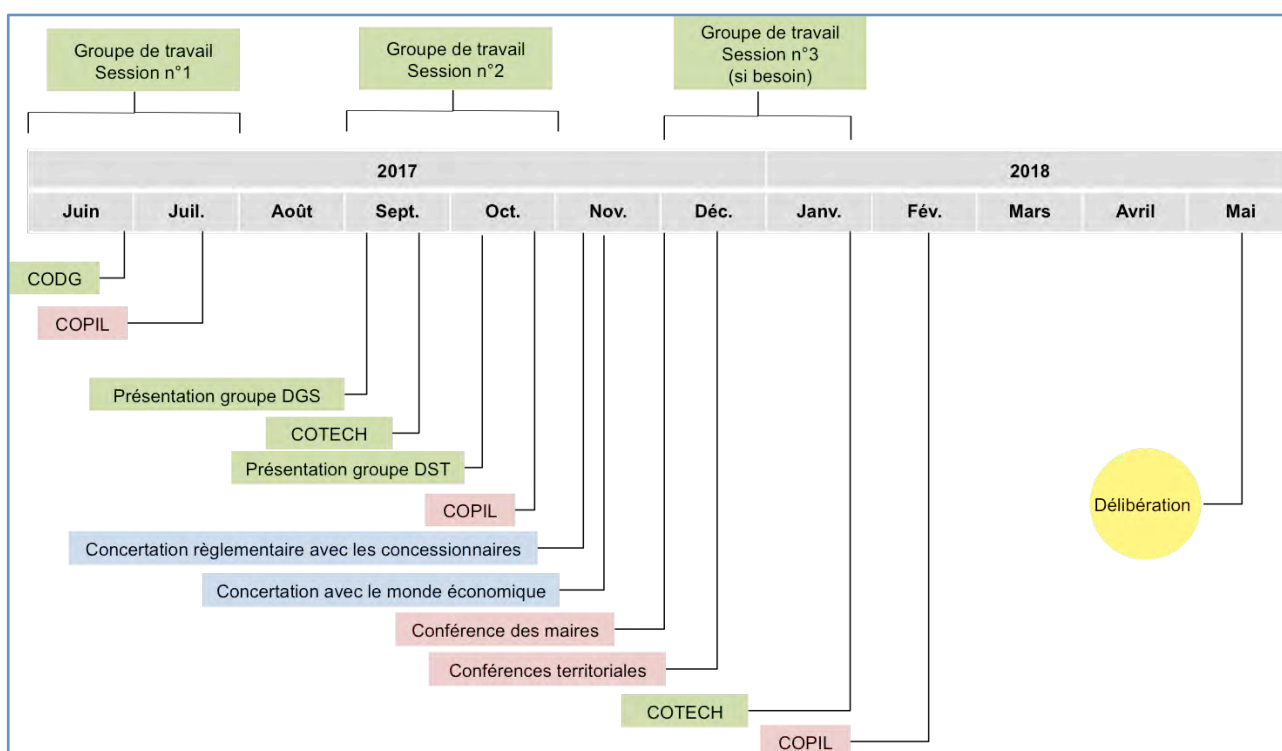 Groupe de travail
Session n°1
Groupe de travail
Session n°2
Groupe de travail
Session n°3
(si besoin)
2017
2018
Juin
Juil.
Août
Sept.
Oct.
Nov.
Déc.
Janv.
Fév.
Mars
Avril
Mai
CODG
COPIL
Présentation groupe DGS
COTECH
Présentation groupe DST
COPIL
Délibération
Concertation règlementaire avec les concessionnaires
Concertation avec le monde économique
Conférence des maires
Conférences territoriales
COTECH
COPIL